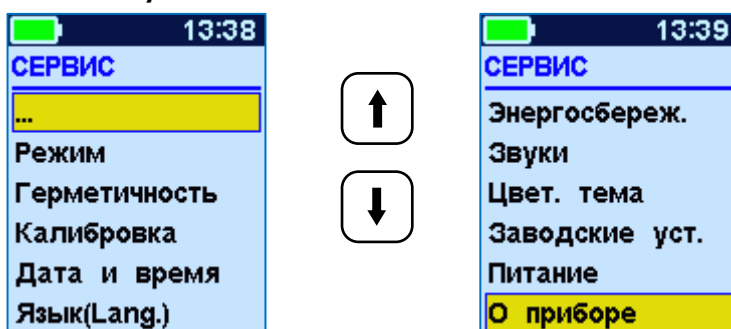 13:38
СЕРВИС
...
Режим
Герметичность
Калибровка
Дата и время
Язык(Lang.)
13:39
СЕРВИС
Энергосбереж.
Звуки
Цвет. тема
Заводские уст.
Питание
О приборе